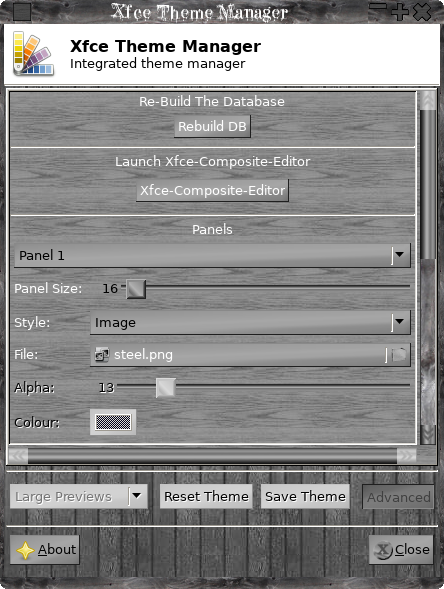 Xfce Theme Manager
Xfce Theme Manager
Integrated theme manager
Re-Build The Database
Rebuild DB
Launch Xfce-Composite-Editor
Xfce-Composite-Editor
Panels
Panel 1
Panel Size: 16
Style: Image
File: steel.png
Alpha: 13
Colour:
Large Previews Reset Theme Save Theme Advanced
About Close